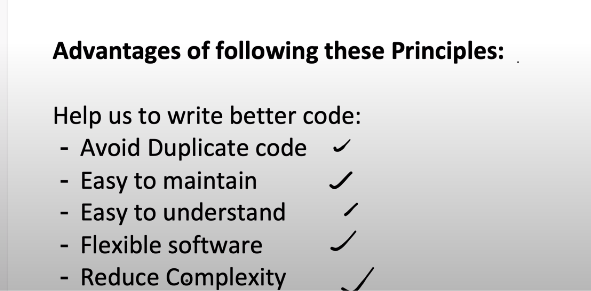 Advantages of following these Principles:
Help us to write better code:
- Avoid Duplicate code
- Easy to maintain
- Easy to understand
- Flexible software
- Reduce Complexity